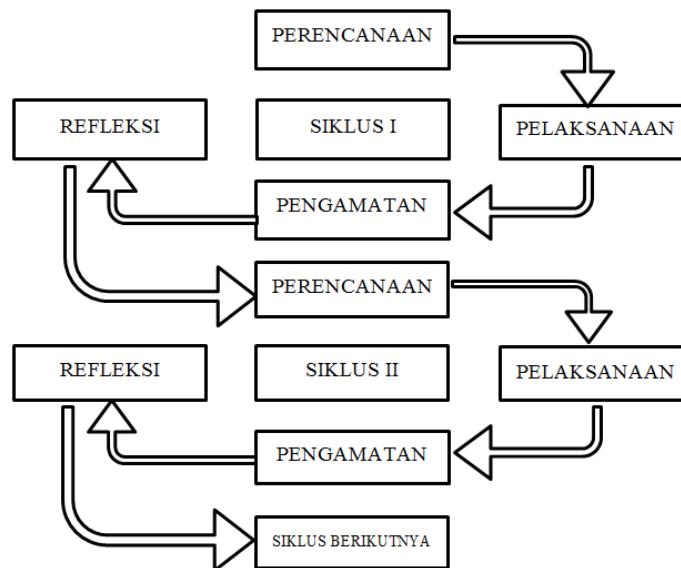 PERENCANAAN
REFLEKSI
SIKLUS I
PELAKSANAAN
PENGAMATAN
PERENCANAAN
REFLEKSI
SIKLUS II
PELAKSANAAN
PENGAMATAN
SIKLUS BERIKUTNYA